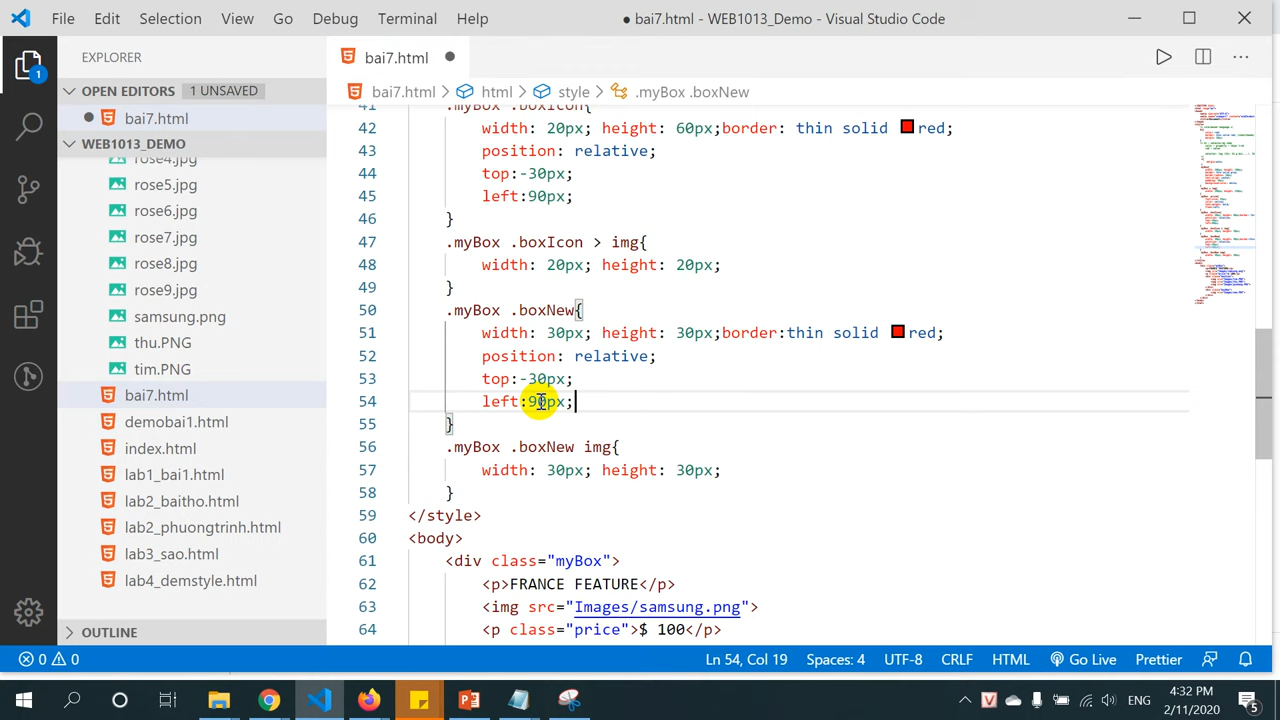 File Edit Selection View Go Debug Terminal Help
● bai7.html - WEB1013_Demo - Visual Studio Code
EXPLORER
OPEN EDITORS 1 UNSAVED
bai7.html
WEB1013_DEMO
rose4.jpg
rose5.jpg
rose6.jpg
rose7.jpg
rose8.jpg
rose9.jpg
samsung.png
thu.PNG
tim.PNG
bai7.html
demobai1.html
index.html
lab1_bai1.html
lab2_baitho.html
lab2_phuongtrinh.html
lab3_sao.html
lab4_demstyle.html
OUTLINE
1
bai7.html
bai7.html > html > style > .myBox .boxNew
41 .myBox .boxIcon{
42 width: 20px; height: 60px;border: thin solid red;
43 position: relative;
44 top:-30px;
45 left:90px;
46 }
47 .myBox .boxIcon > img{
48 width: 20px; height: 20px;
49 }
50 .myBox .boxNew{
51 width: 30px; height: 30px;border:thin solid red;
52 position: relative;
53 top:-30px;
54 left:90px;
55 }
56 .myBox .boxNew img{
57 width: 30px; height: 30px;
58 }
59 </style>
60 <body>
61 <div class="myBox">
62 <p>FRANCE FEATURE</p>
63 <img src="Images/samsung.png">
64 <p class="price">$ 100</p>
0 0 Ln 54, Col 19 Spaces: 4 UTF-8 CRLF HTML Go Live Prettier
ENG
4:32 PM
2/11/2020
5